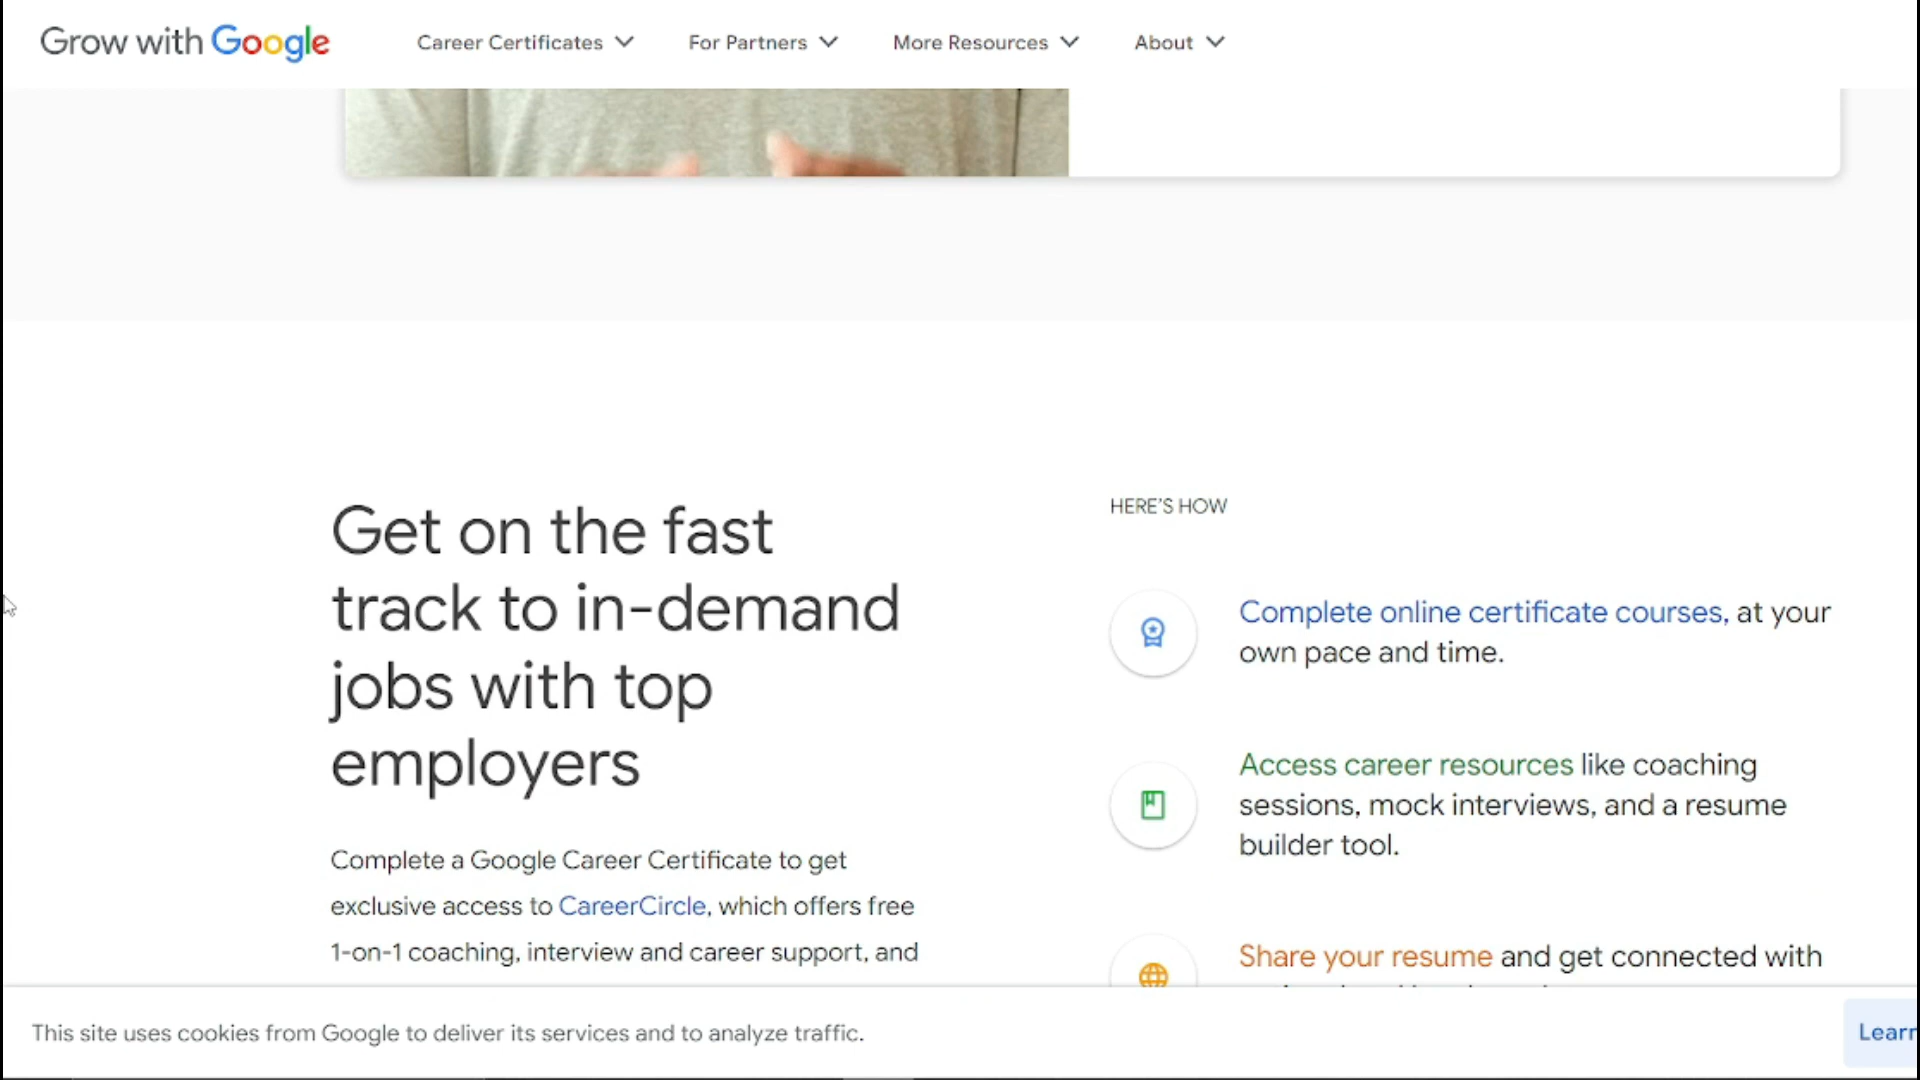 Grow with Google
Career Certificates
For Partners
More Resources
About
Get on the fast
track to in-demand
jobs with top
employers
Complete a Google Career Certificate to get
exclusive access to CareerCircle, which offers free
1-on-1 coaching, interview and career support, and
HERE'S HOW
Complete online certificate courses, at your
own pace and time.
Access career resources like coaching
sessions, mock interviews, and a resume
builder tool.
Share your resume and get connected with
This site uses cookies from Google to deliver its services and to analyze traffic.
Learn